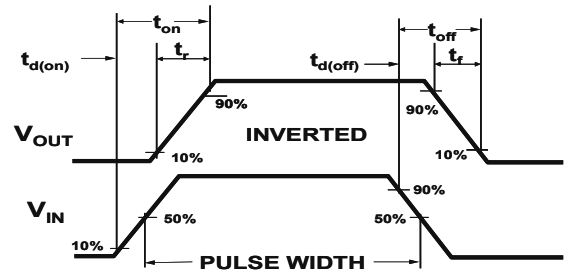 ton
toff
td(on)
tr
td(off)
tf
90%
90%
VOUT
INVERTED
10%
10%
VIN
90%
50%
50%
10%
PULSE WIDTH